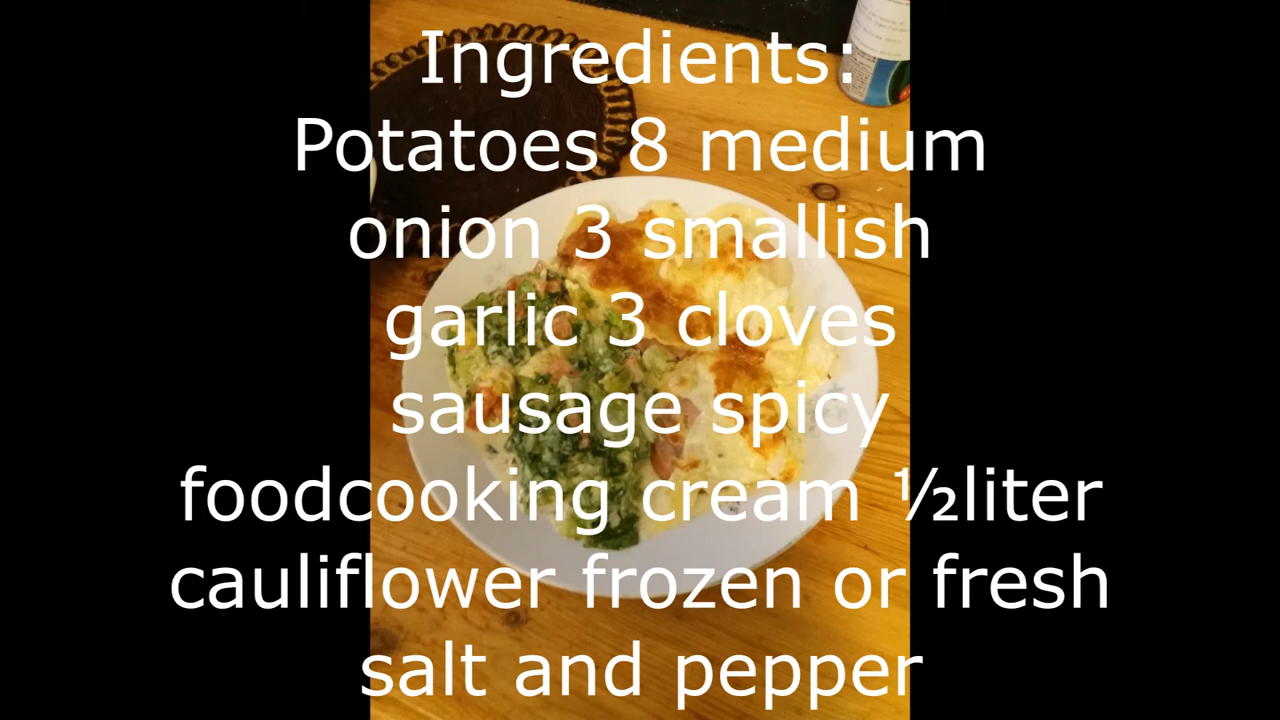 Ingredients:
Potatoes 8 medium
onion 3 smallish
garlic 3 cloves
sausage spicy
foodcooking cream ½liter
cauliflower frozen or fresh
salt and pepper